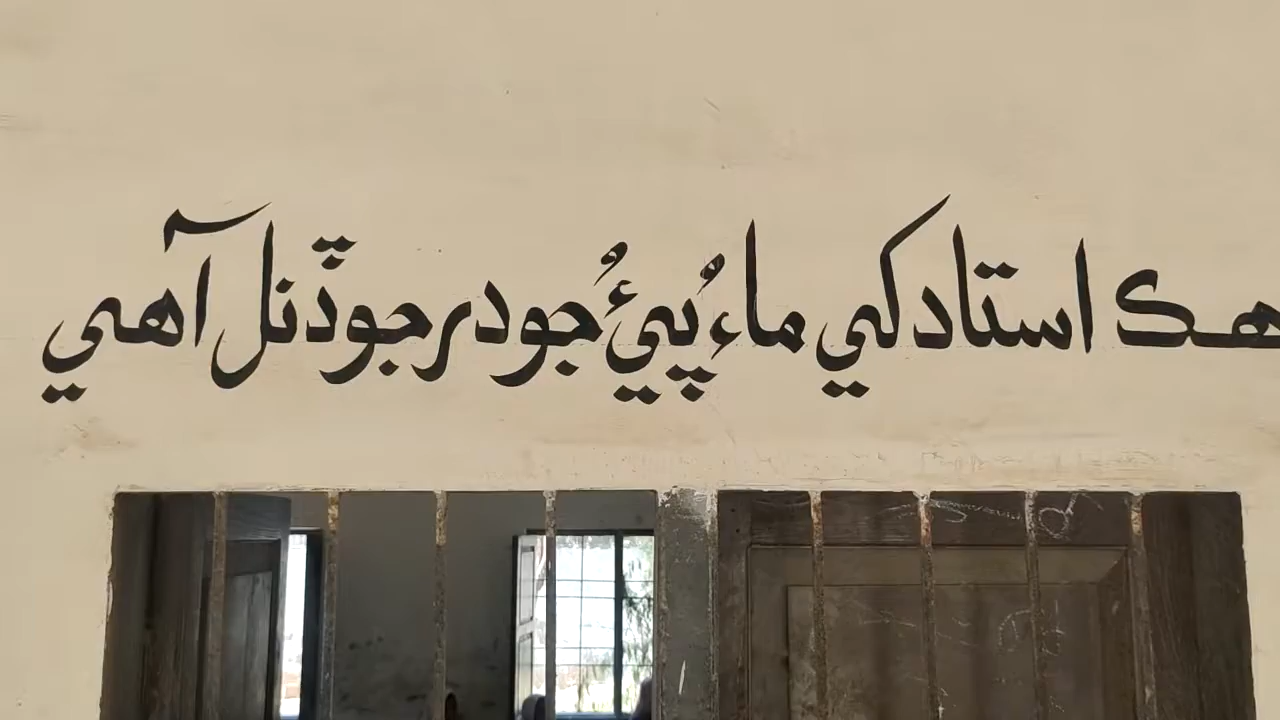 هڪ استاد کي ماءُ پيءُ جو درجو ڏنل آهي